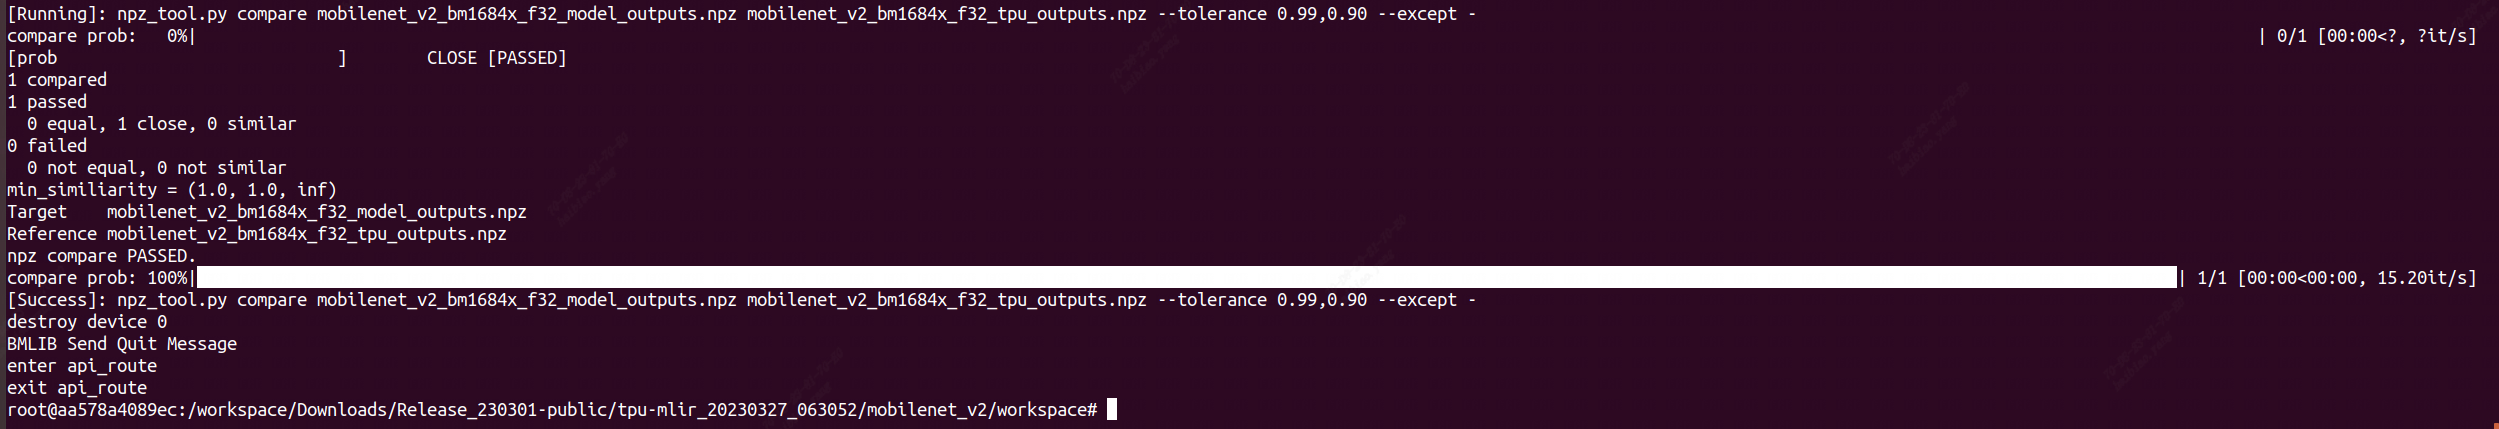 [Running]: npz_tool.py compare mobilenet_v2_bm1684x_f32_model_outputs.npz mobilenet_v2_bm1684x_f32_tpu_outputs.npz --tolerance 0.99,0.90 --except -
compare prob:   0%|                                                  | 0/1 [00:00<?, ?it/s]
[prob                            ]        CLOSE [PASSED]
1 compared
1 passed
  0 equal, 1 close, 0 similar
0 failed
  0 not equal, 0 not similar
min_similiarity = (1.0, 1.0, inf)
Target    mobilenet_v2_bm1684x_f32_model_outputs.npz
Reference mobilenet_v2_bm1684x_f32_tpu_outputs.npz
npz compare PASSED.
compare prob: 100%|                                                  | 1/1 [00:00<00:00, 15.20it/s]
[Success]: npz_tool.py compare mobilenet_v2_bm1684x_f32_model_outputs.npz mobilenet_v2_bm1684x_f32_tpu_outputs.npz --tolerance 0.99,0.90 --except -
destroy device 0
BMLIB Send Quit Message
enter api_route
exit api_route
root@aa578a4089ec:/workspace/Downloads/Release_230301-public/tpu-mlir_20230327_063052/mobilenet_v2/workspace#